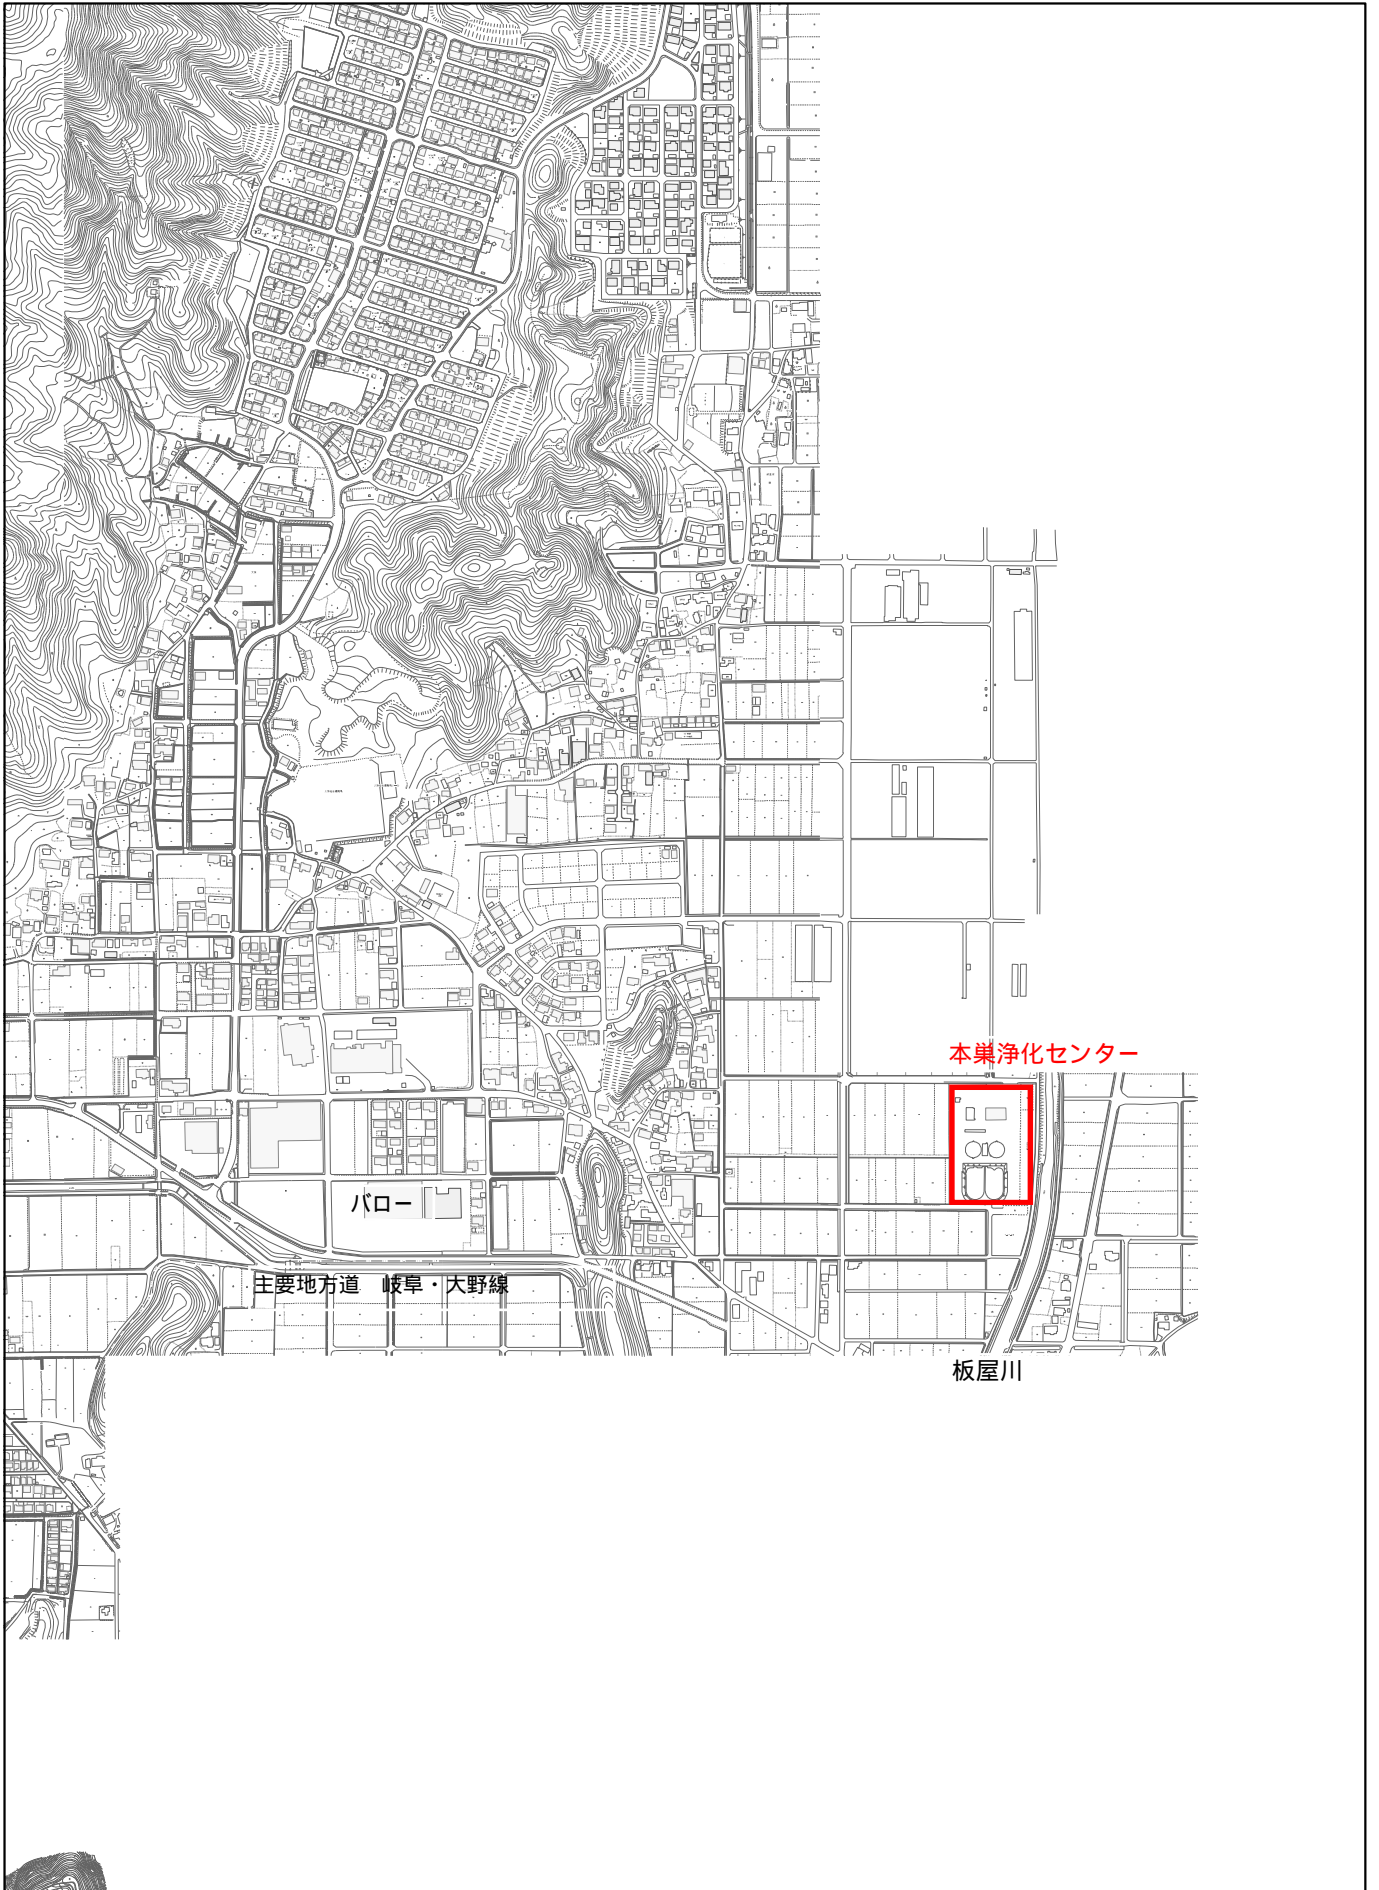 本巣浄化センター
バロー
主要地方道　岐阜・大野線
板屋川